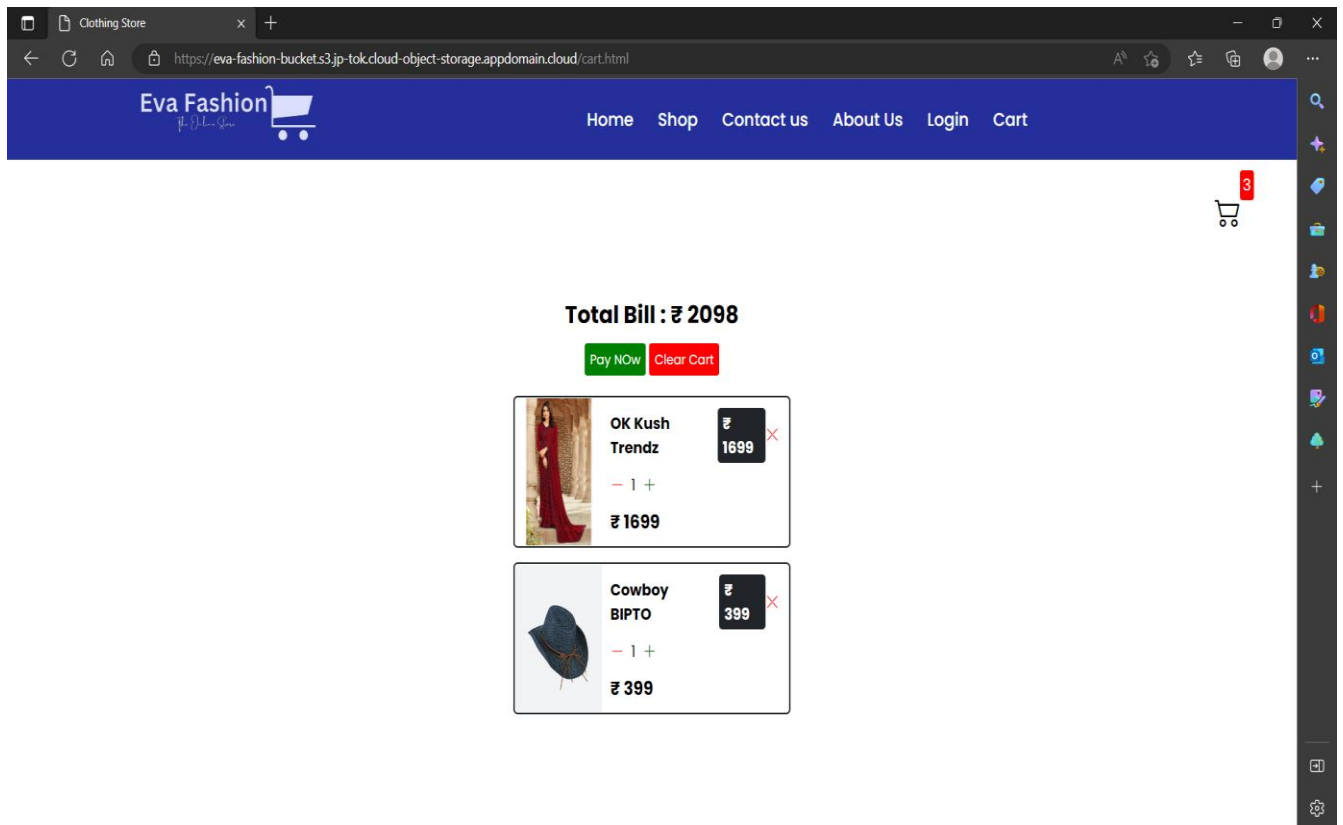 Clothing Store
https://eva-fashion-bucket.s3.jp-tok.cloud-object-storage.appdomain.cloud/cart.html
Eva Fashion
Home Shop Contact us About Us Login Cart
3
Total Bill : ₹ 2098
Pay NOw Clear Cart
OK Kush
Trendz
₹
1699
− 1 +
₹ 1699
Cowboy
BIPTO
₹
399
− 1 +
₹ 399